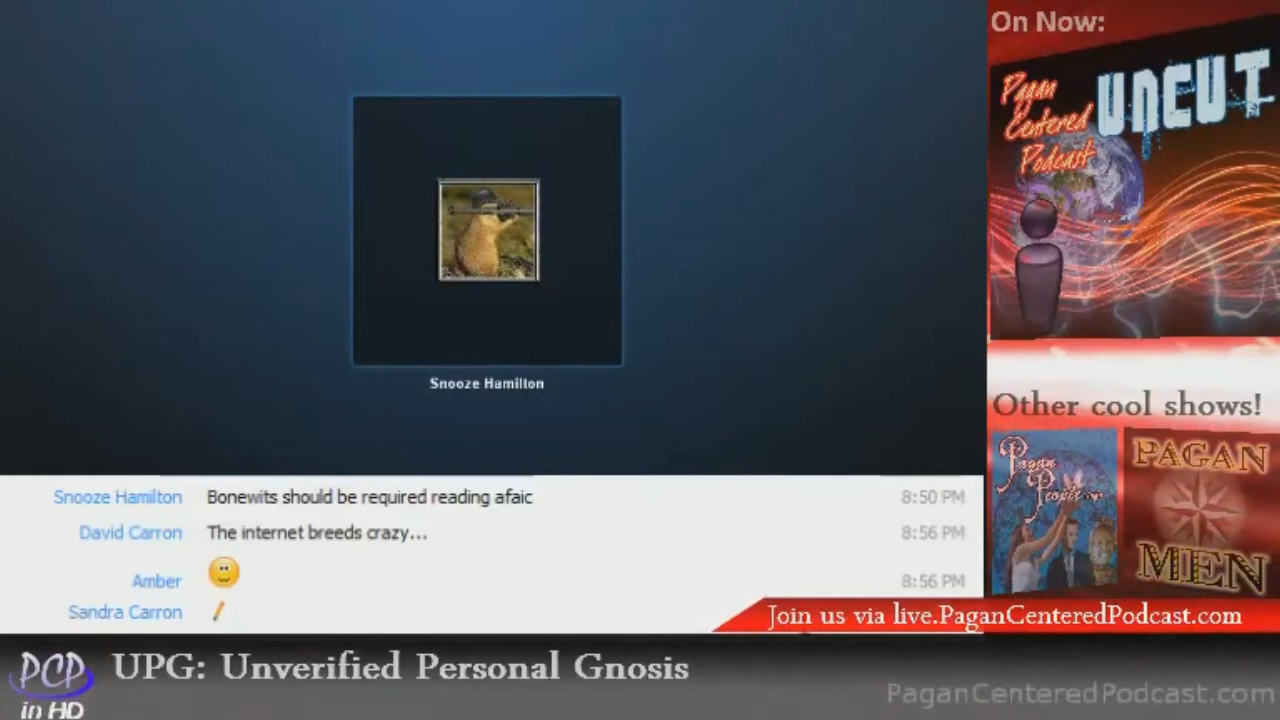 On Now:
Pagan
Centered
Podcast
UNCUT
Snooze Hamilton
Other cool shows!
Pagan
People
PAGAN
MEN
Snooze Hamilton Bonewits should be required reading afaic 8:50 PM
David Carron The internet breeds crazy... 8:56 PM
Amber 8:56 PM
Sandra Carron
Join us via live.PaganCenteredPodcast.com
PCP
in HD
UPG: Unverified Personal Gnosis
PaganCenteredPodcast.com